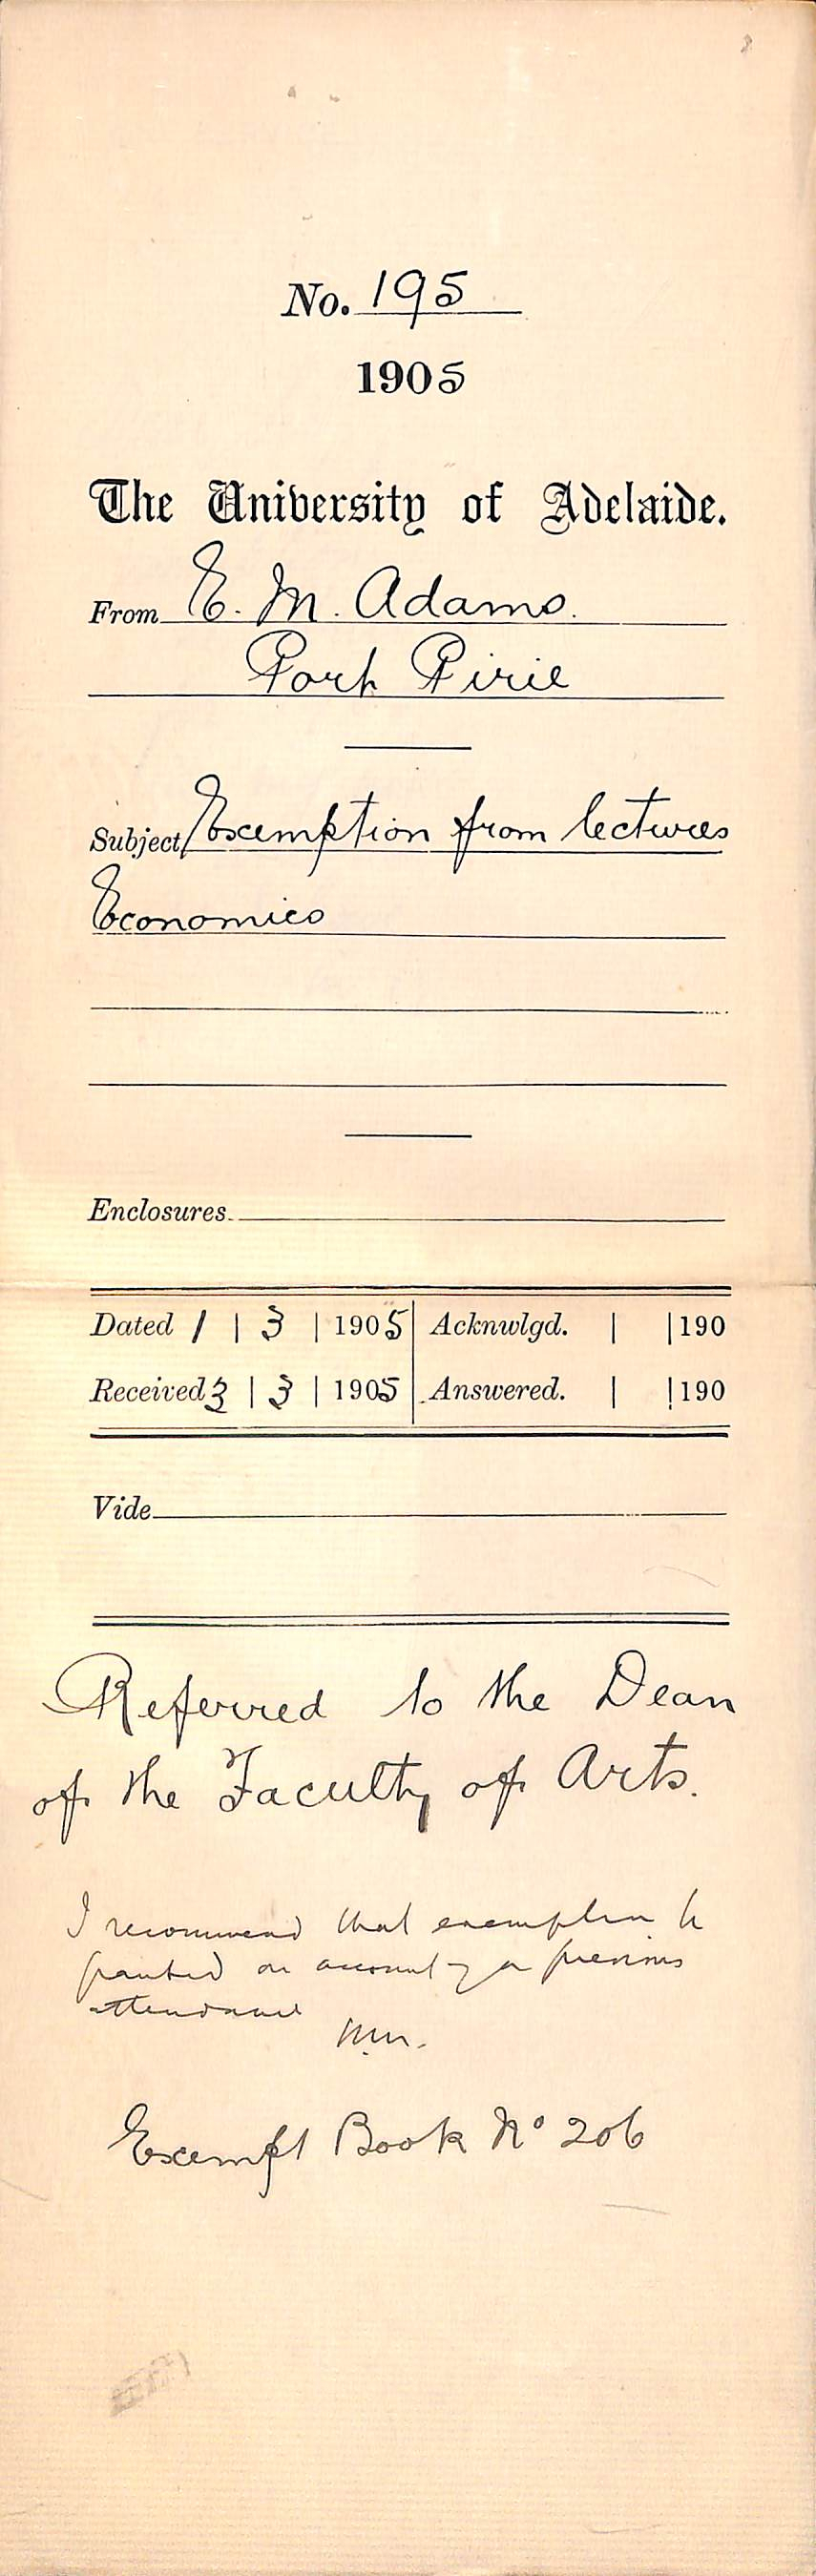 No. 195
1905
The University of Adelaide.
From E. M. Adams.
Port Pirie
Subject Exemption from lectures
Economics
Enclosures
Dated 1 | 3 | 1905 Acknwlgd. | | 190
Received 3 | 3 | 1905 Answered. | | 190
Vide
Referred to the Dean
of the Faculty of Arts.
I recommend that exemption be
granted on account of a previous
attendance
Exempt Book No 206